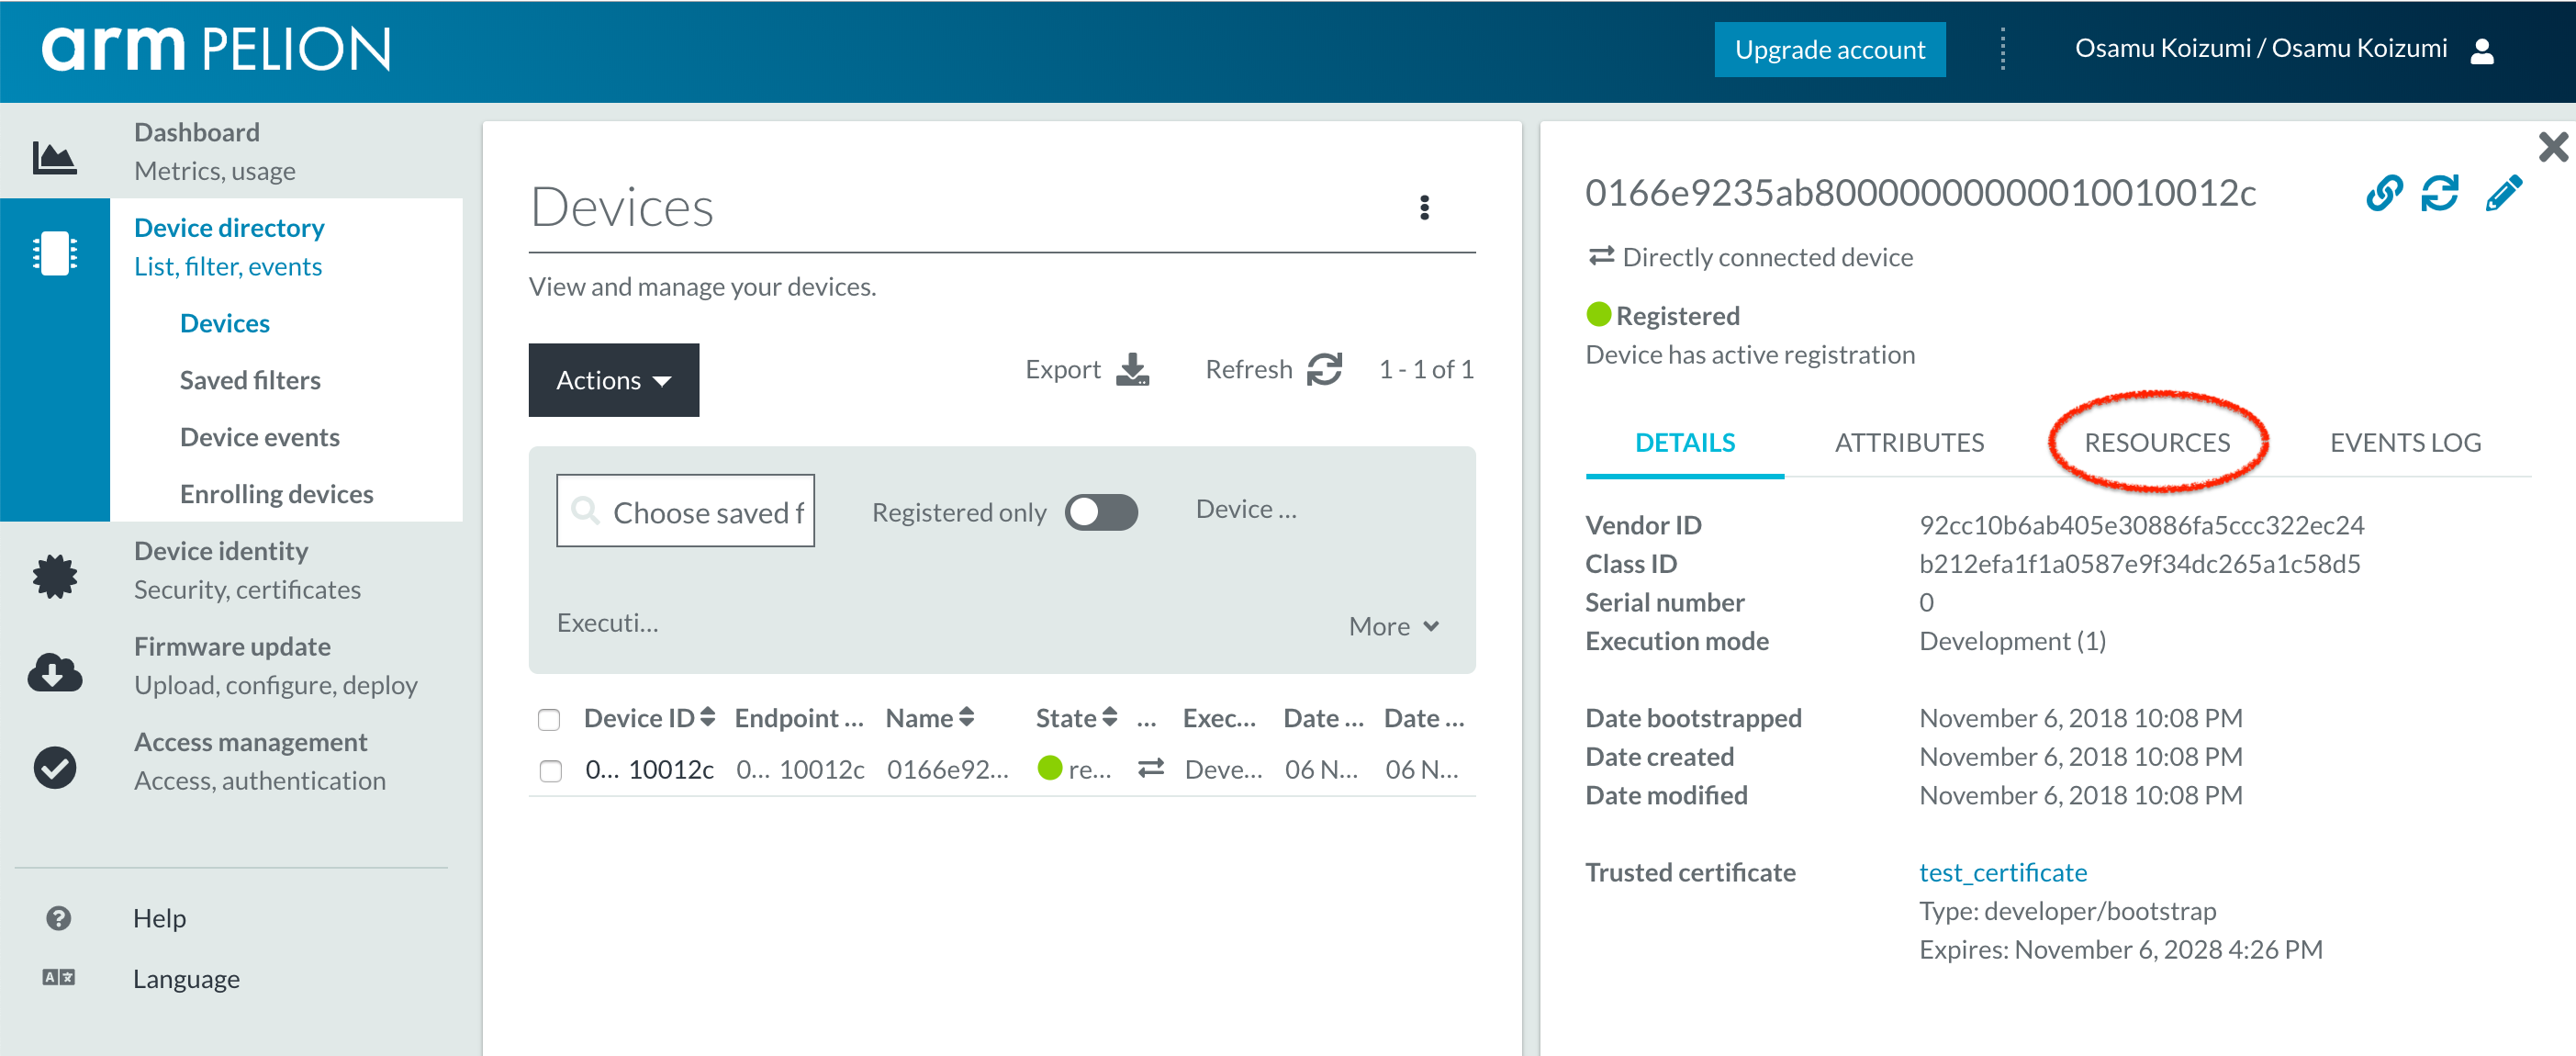 arm PELION
Upgrade account
Osamu Koizumi / Osamu Koizumi
Dashboard
Metrics, usage
Device directory
List, filter, events
Devices
Saved filters
Device events
Enrolling devices
Device identity
Security, certificates
Firmware update
Upload, configure, deploy
Access management
Access, authentication
Help
Language
Devices
View and manage your devices.
Actions
Export
Refresh
1 - 1 of 1
Choose saved f
Registered only
Device ...
Executi...
More
Device ID Endpoint ... Name State ... Exec... Date ... Date ...
0... 10012c 0... 10012c 0166e92... re... Deve... 06 N... 06 N...
0166e9235ab80000000000010010012c
Directly connected device
Registered
Device has active registration
DETAILS ATTRIBUTES RESOURCES EVENTS LOG
Vendor ID 92cc10b6ab405e30886fa5ccc322ec24
Class ID b212efa1f1a0587e9f34dc265a1c58d5
Serial number 0
Execution mode Development (1)
Date bootstrapped November 6, 2018 10:08 PM
Date created November 6, 2018 10:08 PM
Date modified November 6, 2018 10:08 PM
Trusted certificate test_certificate
Type: developer/bootstrap
Expires: November 6, 2028 4:26 PM